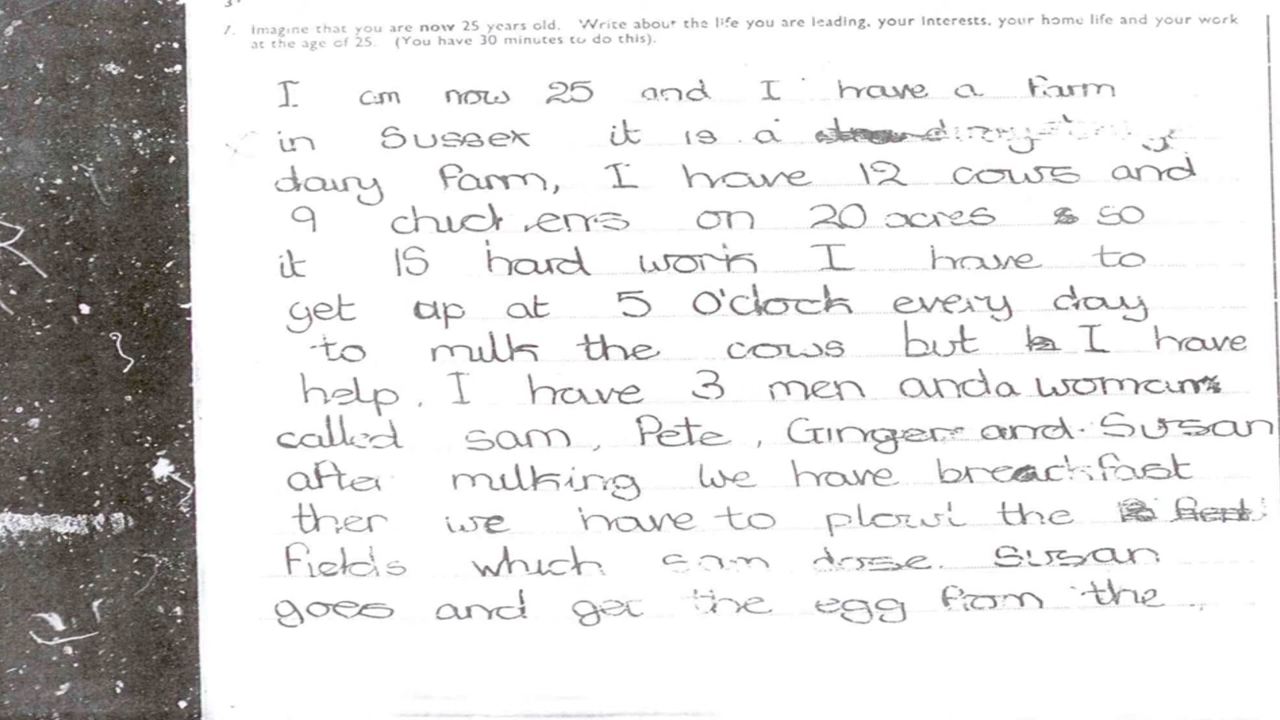 7. Imagine that you are now 25 years old. Write about the life you are leading, your interests, your home life and your work
at the age of 25. (You have 30 minutes to do this).
I am now 25 and I have a farm
in Sussex it is a
dairy farm, I have 12 cows and
9 chickens on 20 acres so
it is hard work I have to
get up at 5 O'clock every day
to milk the cows but I have
help. I have 3 men and a woman
called sam, Pete, Ginger and Susan
after milking we have breackfast
then we have to plow the
fields which sam dose. Susan
goes and get the egg from the